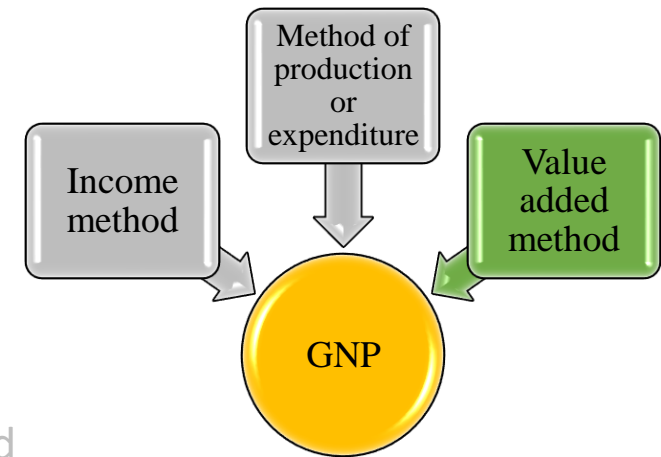 Method of
production
or
expenditure
Income
method
Value
added
method
GNP
d